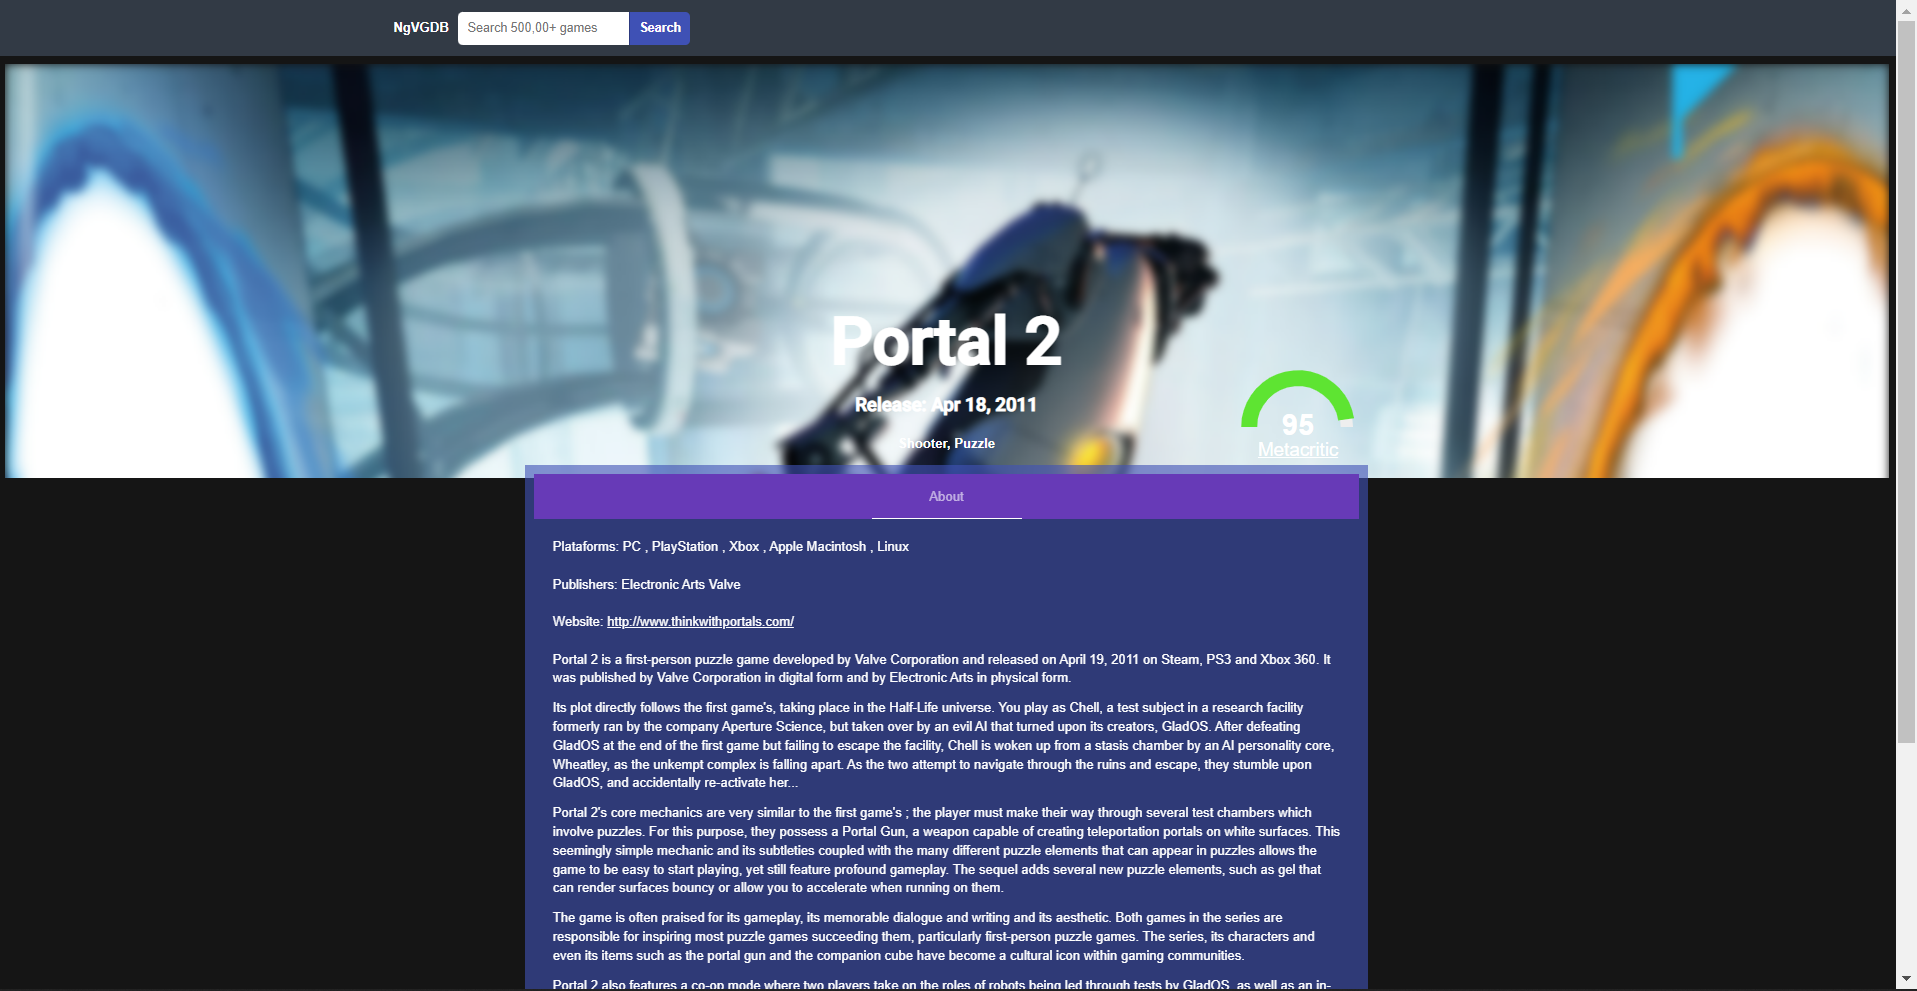 NgVGDB Search 500,00+ games Search
Portal 2
Release: Apr 18, 2011
Shooter, Puzzle
95
Metacritic
About
Plataforms: PC , PlayStation , Xbox , Apple Macintosh , Linux
Publishers: Electronic Arts Valve
Website: http://www.thinkwithportals.com/
Portal 2 is a first-person puzzle game developed by Valve Corporation and released on April 19, 2011 on Steam, PS3 and Xbox 360. It
was published by Valve Corporation in digital form and by Electronic Arts in physical form.
Its plot directly follows the first game's, taking place in the Half-Life universe. You play as Chell, a test subject in a research facility
formerly ran by the company Aperture Science, but taken over by an evil AI that turned upon its creators, GladOS. After defeating
GladOS at the end of the first game but failing to escape the facility, Chell is woken up from a stasis chamber by an AI personality core,
Wheatley, as the unkempt complex is falling apart. As the two attempt to navigate through the ruins and escape, they stumble upon
GladOS, and accidentally re-activate her...
Portal 2's core mechanics are very similar to the first game's ; the player must make their way through several test chambers which
involve puzzles. For this purpose, they possess a Portal Gun, a weapon capable of creating teleportation portals on white surfaces. This
seemingly simple mechanic and its subtleties coupled with the many different puzzle elements that can appear in puzzles allows the
game to be easy to start playing, yet still feature profound gameplay. The sequel adds several new puzzle elements, such as gel that
can render surfaces bouncy or allow you to accelerate when running on them.
The game is often praised for its gameplay, its memorable dialogue and writing and its aesthetic. Both games in the series are
responsible for inspiring most puzzle games succeeding them, particularly first-person puzzle games. The series, its characters and
even its items such as the portal gun and the companion cube have become a cultural icon within gaming communities.
Portal 2 also features a co-op mode where two players take on the roles of robots being led through tests by GladOS, as well as an in-